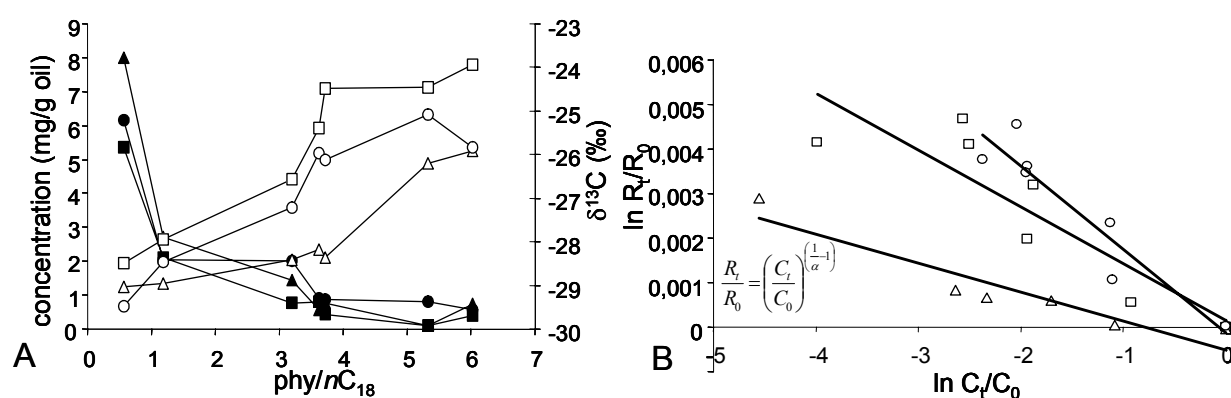 9
8
7
6
5
4
3
2
1
0
concentration (mg/g oil)
-23
-24
-25
-26
-27
-28
-29
-30
δ¹³C (‰)
0 1 2 3 4 5 6 7
phy/nC₁₈
A
0,006
0,005
0,004
0,003
0,002
0,001
0
ln Rₜ/R₀
Rₜ/R₀ = (Cₜ/C₀)^(1/α − 1)
-5 -4 -3 -2 -1 0
ln Cₜ/C₀
B